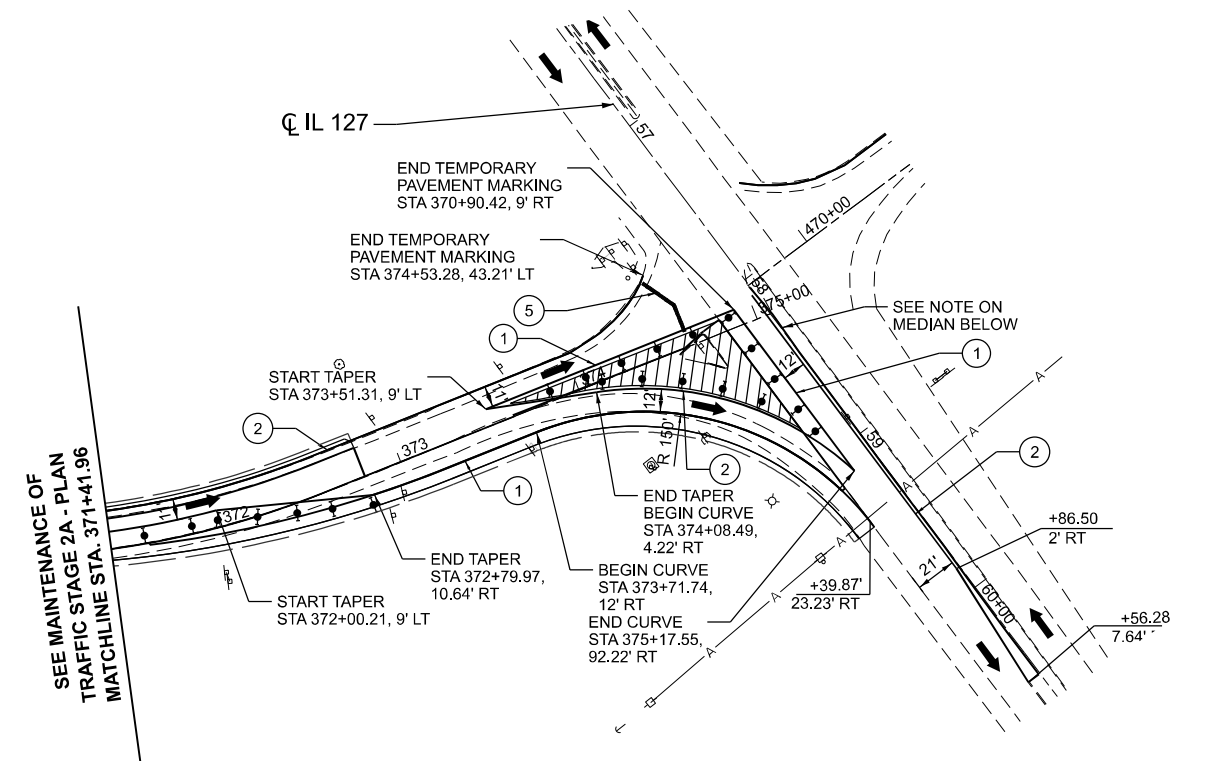 ℄ IL 127
57
END TEMPORARY
PAVEMENT MARKING
STA 370+90.42, 9' RT
END TEMPORARY
PAVEMENT MARKING
STA 374+53.28, 43.21' LT
470+00
58
375+00
SEE NOTE ON
MEDIAN BELOW
5
1
1
12'
START TAPER
STA 373+51.31, 9' LT
11'
374
12'
A
A
2
373
R 150'
59
2
1
2
A
SEE MAINTENANCE OF
TRAFFIC STAGE 2A - PLAN
MATCHLINE STA. 371+41.96
11'
372
END TAPER
BEGIN CURVE
STA 374+08.49,
4.22' RT
+86.50
2' RT
END TAPER
STA 372+79.97,
10.64' RT
BEGIN CURVE
STA 373+71.74,
12' RT
A
+39.87'
23.23' RT
21'
START TAPER
STA 372+00.21, 9' LT
A
60+00
END CURVE
STA 375+17.55,
92.22' RT
A
+56.28
7.64'